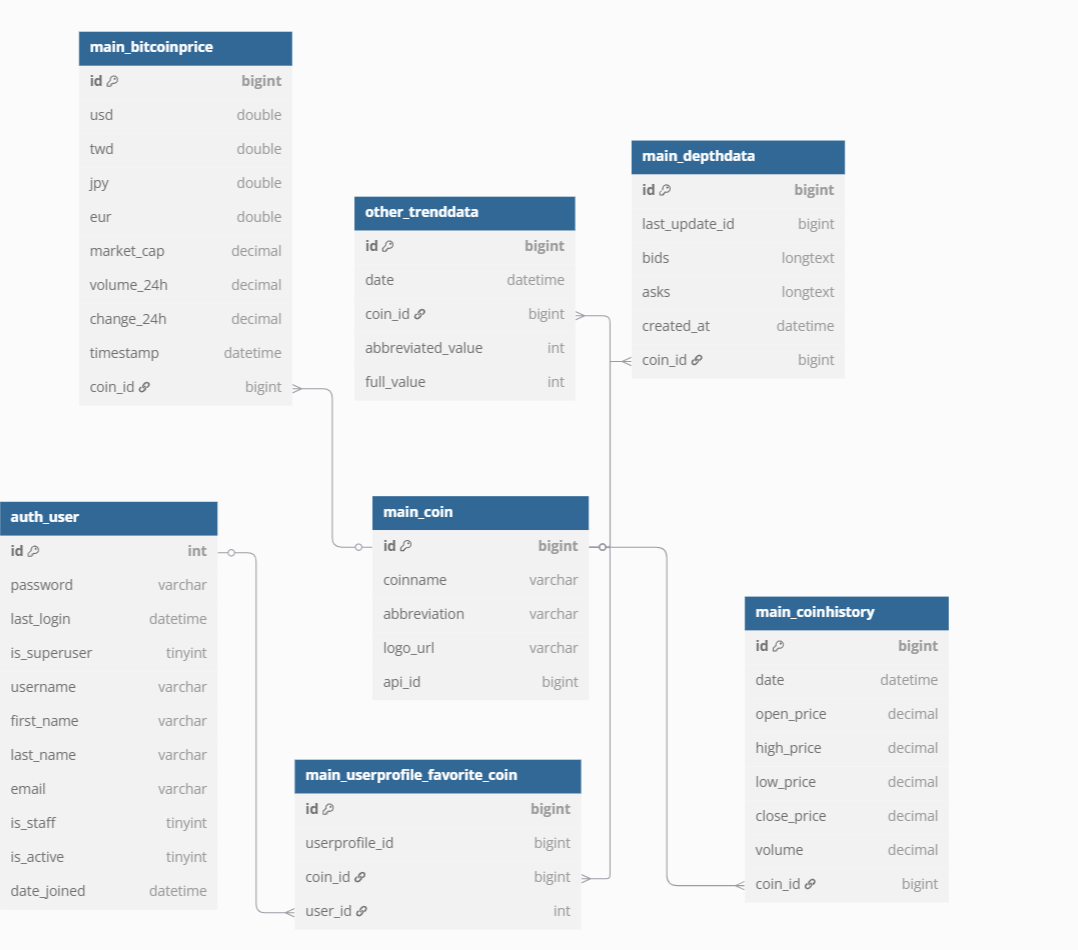 main_bitcoinprice
id bigint
usd double
twd double
jpy double
eur double
market_cap decimal
volume_24h decimal
change_24h decimal
timestamp datetime
coin_id bigint
other_trenddata
id bigint
date datetime
coin_id bigint
abbreviated_value int
full_value int
main_depthdata
id bigint
last_update_id bigint
bids longtext
asks longtext
created_at datetime
coin_id bigint
auth_user
id int
password varchar
last_login datetime
is_superuser tinyint
username varchar
first_name varchar
last_name varchar
email varchar
is_staff tinyint
is_active tinyint
date_joined datetime
main_coin
id bigint
coinname varchar
abbreviation varchar
logo_url varchar
api_id bigint
main_userprofile_favorite_coin
id bigint
userprofile_id bigint
coin_id bigint
user_id int
main_coinhistory
id bigint
date datetime
open_price decimal
high_price decimal
low_price decimal
close_price decimal
volume decimal
coin_id bigint